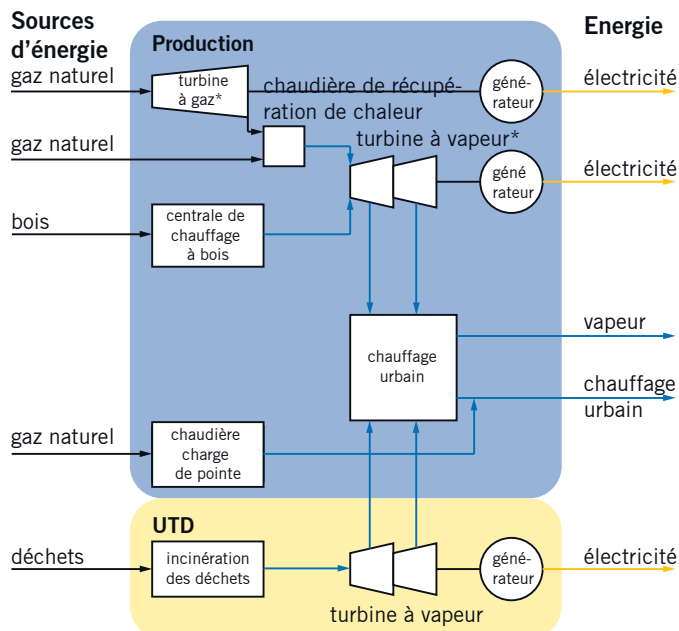 Sources
d'énergie
Production
Energie
gaz naturel
turbine
à gaz*
chaudière de récupé-
ration de chaleur
géné-
rateur
électricité
gaz naturel
turbine à vapeur*
géné
rateur
électricité
bois
centrale de
chauffage
à bois
chauffage
urbain
vapeur
chauffage
urbain
gaz naturel
chaudière
charge
de pointe
UTD
déchets
incinération
des déchets
turbine à vapeur
géné-
rateur
électricité